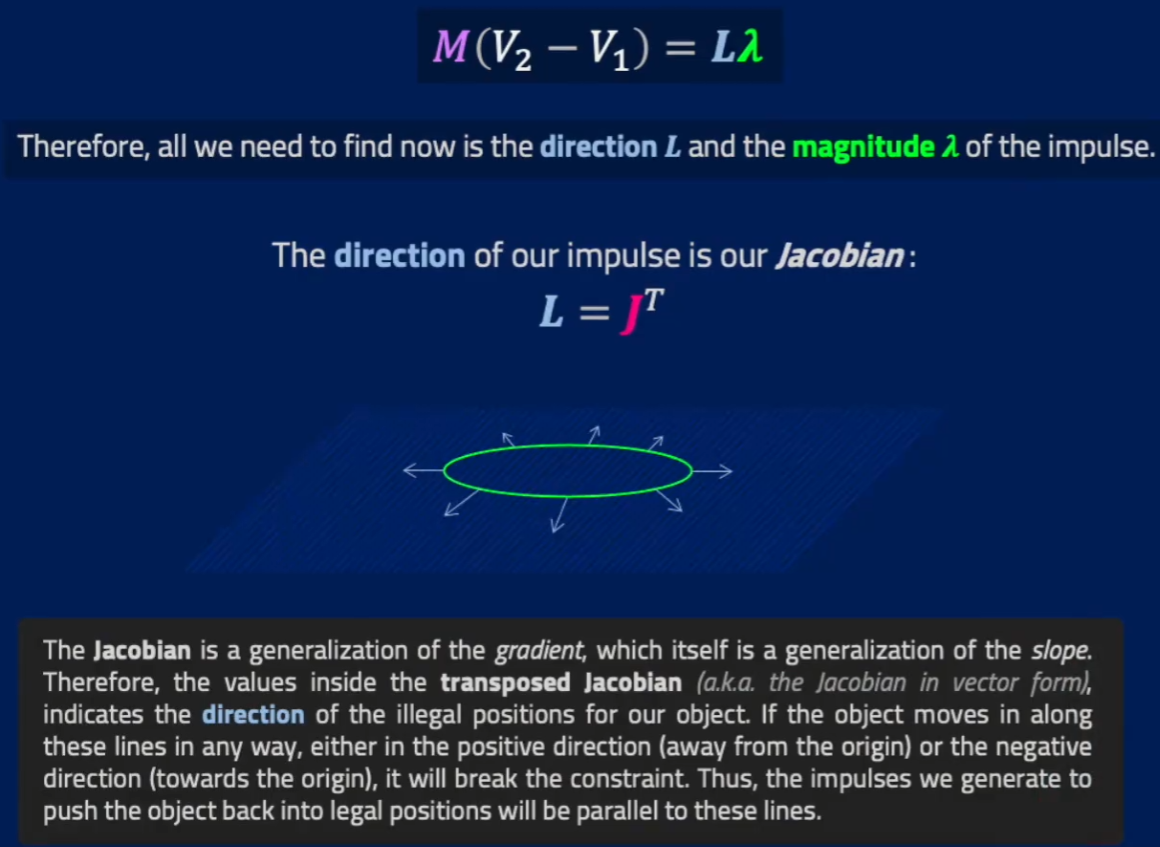 M(V₂ − V₁) = Lλ
Therefore, all we need to find now is the direction L and the magnitude λ of the impulse.
The direction of our impulse is our Jacobian:
L = Jᵀ
The Jacobian is a generalization of the gradient, which itself is a generalization of the slope.
Therefore, the values inside the transposed Jacobian (a.k.a. the Jacobian in vector form),
indicates the direction of the illegal positions for our object. If the object moves in along
these lines in any way, either in the positive direction (away from the origin) or the negative
direction (towards the origin), it will break the constraint. Thus, the impulses we generate to
push the object back into legal positions will be parallel to these lines.